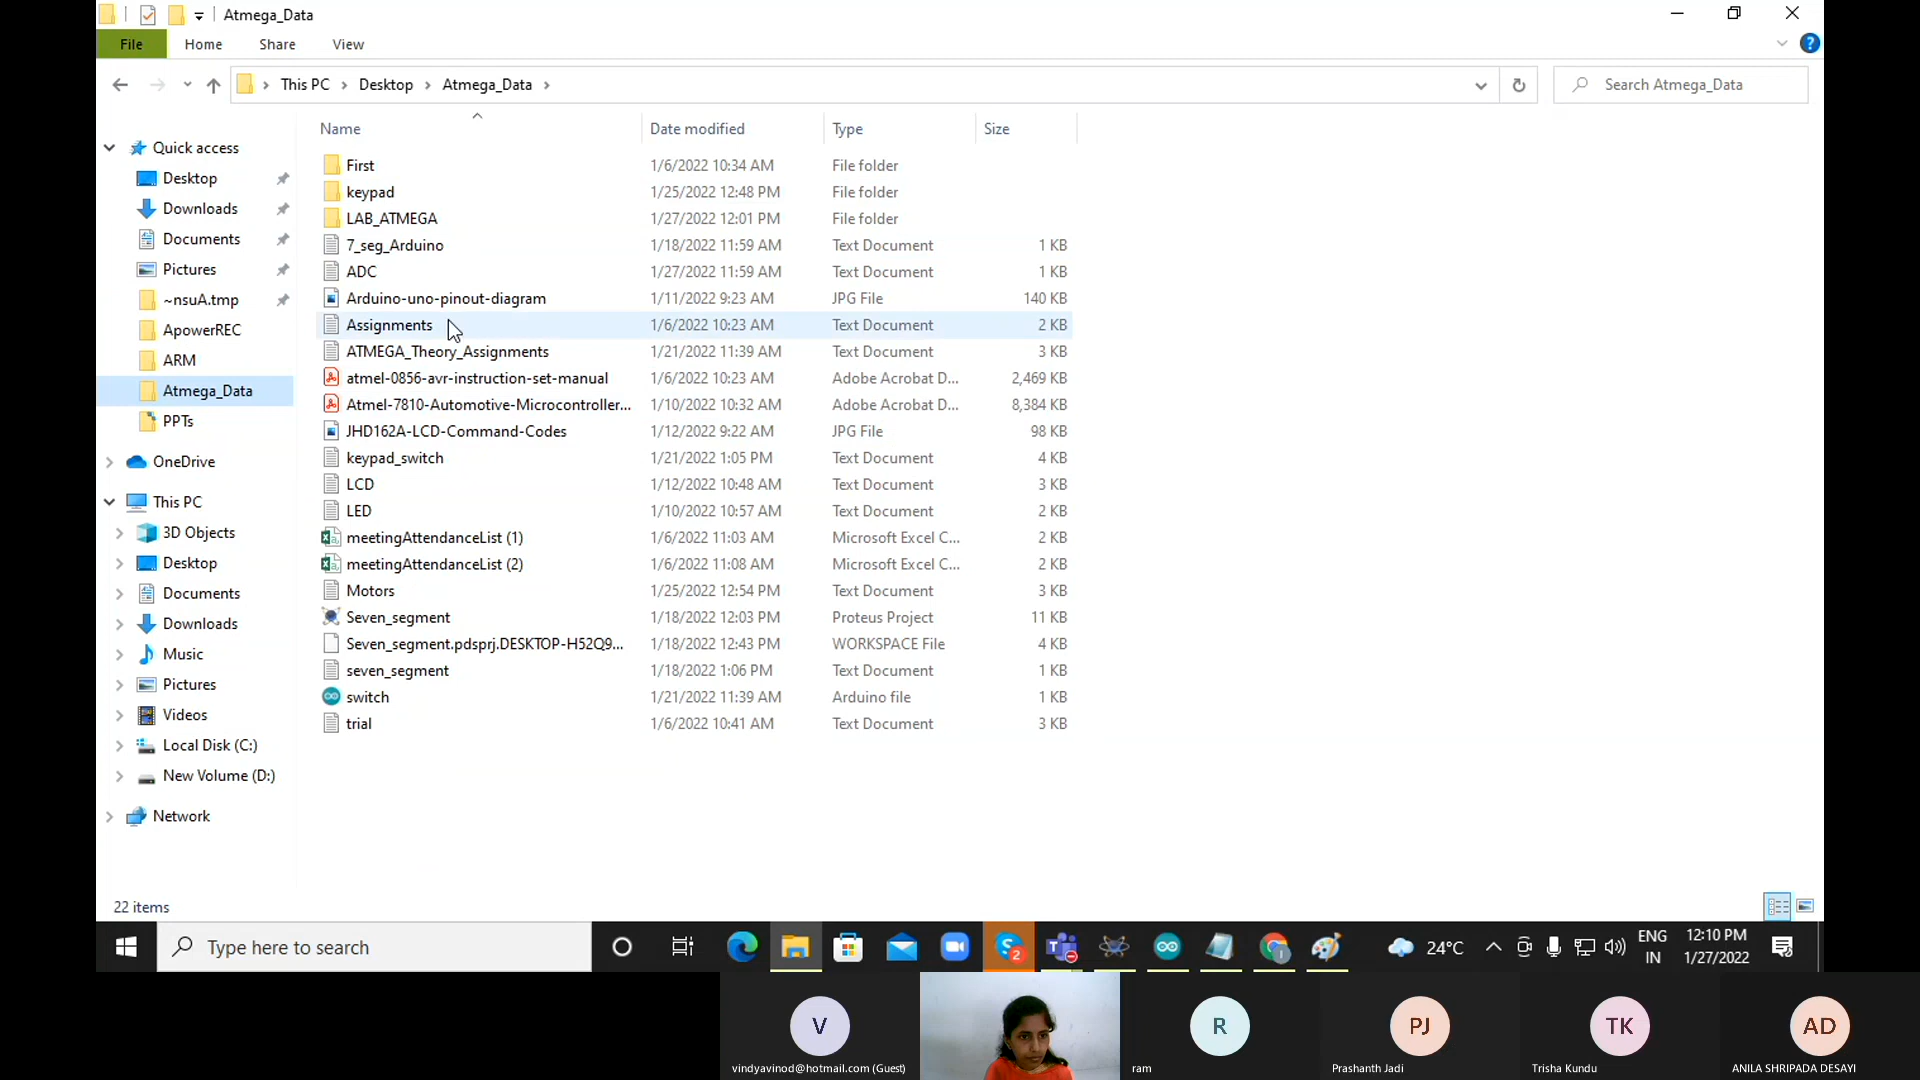 Atmega_Data
File Home Share View
This PC Desktop Atmega_Data
Search Atmega_Data
Name Date modified Type Size
Quick access
Desktop
Downloads
Documents
Pictures
~nsuA.tmp
ApowerREC
ARM
Atmega_Data
PPTs
OneDrive
This PC
3D Objects
Desktop
Documents
Downloads
Music
Pictures
Videos
Local Disk (C:)
New Volume (D:)
Network
First 1/6/2022 10:34 AM File folder
keypad 1/25/2022 12:48 PM File folder
LAB_ATMEGA 1/27/2022 12:01 PM File folder
7_seg_Arduino 1/18/2022 11:59 AM Text Document 1 KB
ADC 1/27/2022 11:59 AM Text Document 1 KB
Arduino-uno-pinout-diagram 1/11/2022 9:23 AM JPG File 140 KB
Assignments 1/6/2022 10:23 AM Text Document 2 KB
ATMEGA_Theory_Assignments 1/21/2022 11:39 AM Text Document 3 KB
atmel-0856-avr-instruction-set-manual 1/6/2022 10:23 AM Adobe Acrobat D... 2,469 KB
Atmel-7810-Automotive-Microcontroller... 1/10/2022 10:32 AM Adobe Acrobat D... 8,384 KB
JHD162A-LCD-Command-Codes 1/12/2022 9:22 AM JPG File 98 KB
keypad_switch 1/21/2022 1:05 PM Text Document 4 KB
LCD 1/12/2022 10:48 AM Text Document 3 KB
LED 1/10/2022 10:57 AM Text Document 2 KB
meetingAttendanceList (1) 1/6/2022 11:03 AM Microsoft Excel C... 2 KB
meetingAttendanceList (2) 1/6/2022 11:08 AM Microsoft Excel C... 2 KB
Motors 1/25/2022 12:54 PM Text Document 3 KB
Seven_segment 1/18/2022 12:03 PM Proteus Project 11 KB
Seven_segment.pdsprj.DESKTOP-H52Q9... 1/18/2022 12:43 PM WORKSPACE File 4 KB
seven_segment 1/18/2022 1:06 PM Text Document 1 KB
switch 1/21/2022 11:39 AM Arduino file 1 KB
trial 1/6/2022 10:41 AM Text Document 3 KB
22 items
Type here to search
2
24°C
ENG
IN
12:10 PM
1/27/2022
V R PJ TK AD
vindyavinod@hotmail.com (Guest) ram Prashanth Jadi Trisha Kundu ANILA SHRIPADA DESAYI